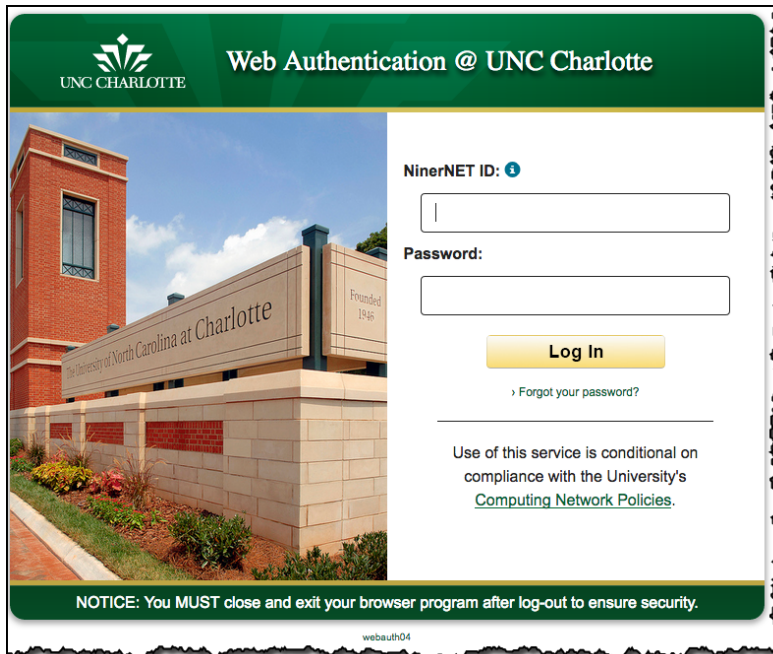 UNC CHARLOTTE
Web Authentication @ UNC Charlotte
The University of North Carolina at Charlotte
Founded
1946
NinerNET ID:
Password:
Log In
› Forgot your password?
Use of this service is conditional on
compliance with the University's
Computing Network Policies.
NOTICE: You MUST close and exit your browser program after log-out to ensure security.
webauth04